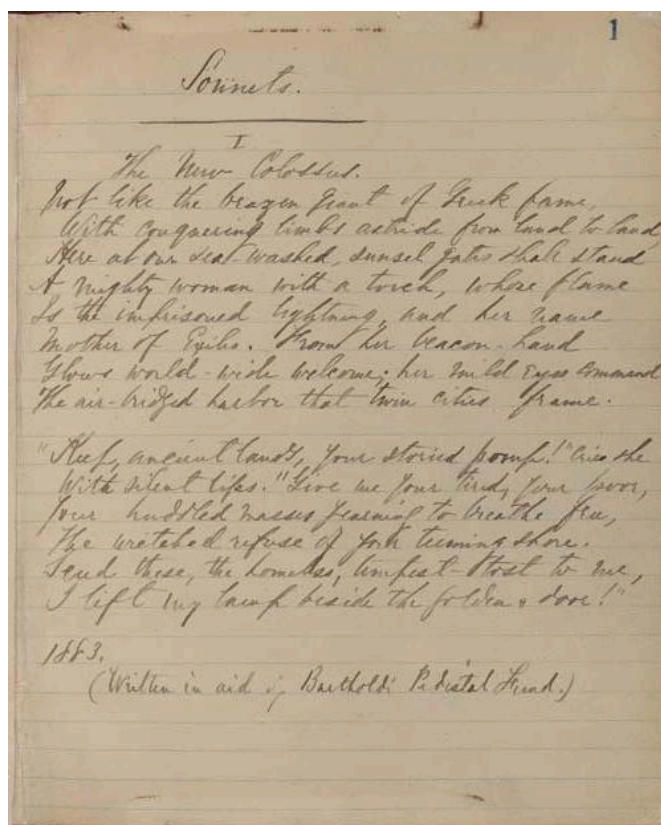 1
Sonnets.
I
The New Colossus.
Not like the brazen giant of Greek fame,
With conquering limbs astride from land to land,
Here at our sea-washed, sunset gates shall stand
A mighty woman with a torch, whose flame
Is the imprisoned lightning, and her name
Mother of Exiles. From her beacon-hand
Glows world-wide welcome; her mild eyes command
The air-bridged harbor that twin cities frame.
"Keep, ancient lands, your storied pomp!" cries she
With silent lips. "Give me your tired, your poor,
Your huddled masses yearning to breathe free,
The wretched refuse of your teeming shore.
Send these, the homeless, tempest-tost to me,
I lift my lamp beside the golden door!"
1883.
(Written in aid of Bartholdi Pedestal Fund.)